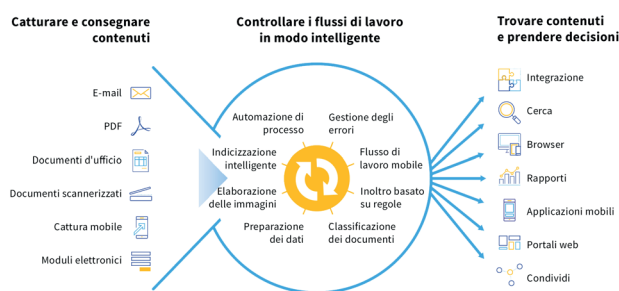 Catturare e consegnare
contenuti
E-mail
PDF
Documenti d'ufficio
Documenti scannerizzati
Cattura mobile
Moduli elettronici
Controllare i flussi di lavoro
in modo intelligente
Automazione di
processo
Indicizzazione
intelligente
Elaborazione
delle immagini
Preparazione
dei dati
Gestione degli
errori
Flusso di
lavoro mobile
Inoltro basato
su regole
Classificazione
dei documenti
Trovare contenuti
e prendere decisioni
Integrazione
Cerca
Browser
Rapporti
Applicazioni mobili
Portali web
Condividi